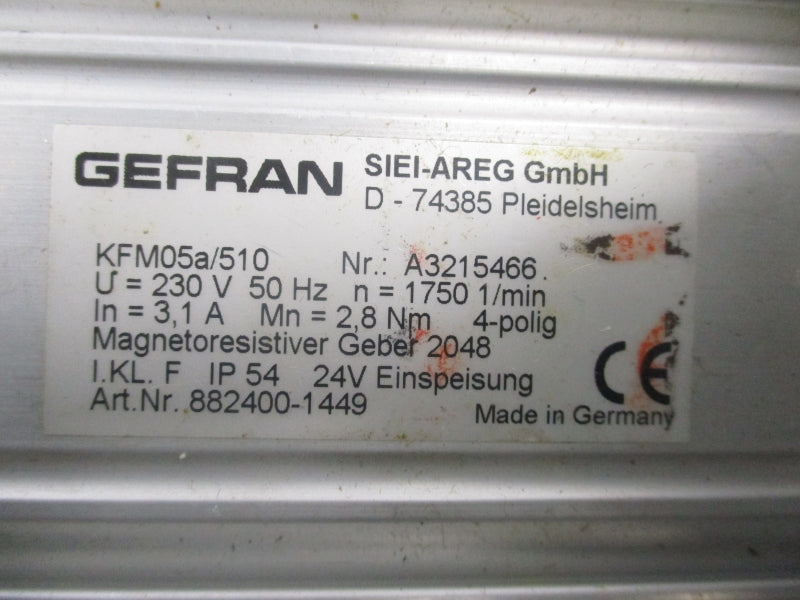 GEFRAN SIEI-AREG GmbH
D - 74385 Pleidelsheim
KFM05a/510 Nr.: A3215466.
U = 230 V 50 Hz n = 1750 1/min
In = 3,1 A Mn = 2,8 Nm 4-polig
Magnetoresistiver Geber 2048
I.KL. F IP 54 24V Einspeisung
Art.Nr. 882400-1449
CE
Made in Germany